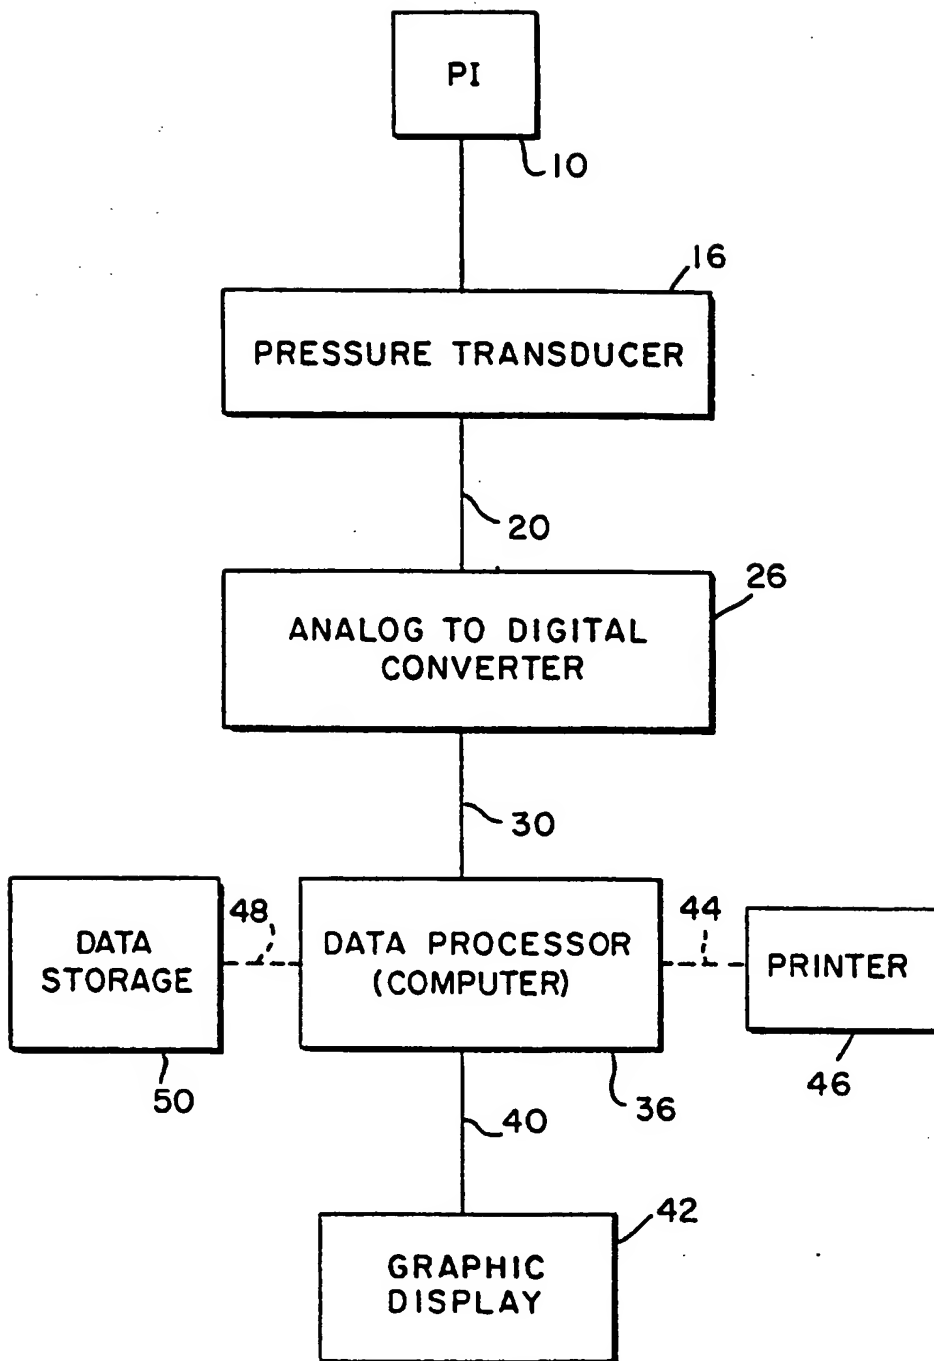 PI
10
16
PRESSURE TRANSDUCER
20
26
ANALOG TO DIGITAL
CONVERTER
30
48
44
DATA
STORAGE
DATA PROCESSOR
(COMPUTER)
PRINTER
50
36
46
40
42
GRAPHIC
DISPLAY